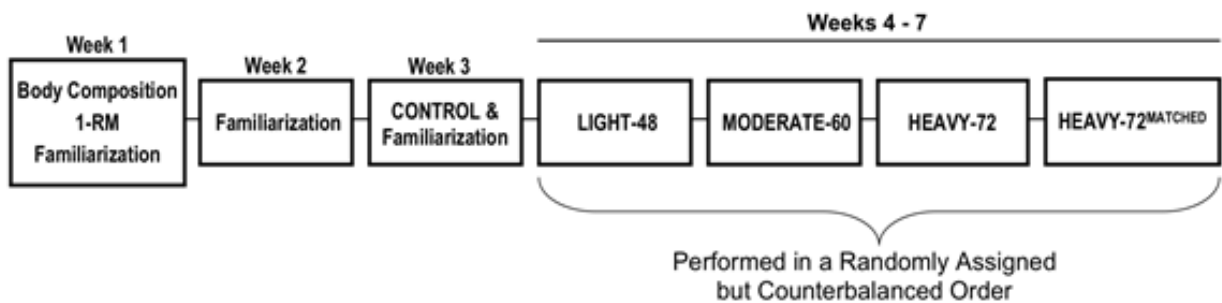 Weeks 4 - 7
Week 1
Body Composition
1-RM
Familiarization
Week 2
Familiarization
Week 3
CONTROL &
Familiarization
LIGHT-48
MODERATE-60
HEAVY-72
HEAVY-72MATCHED
Performed in a Randomly Assigned
but Counterbalanced Order